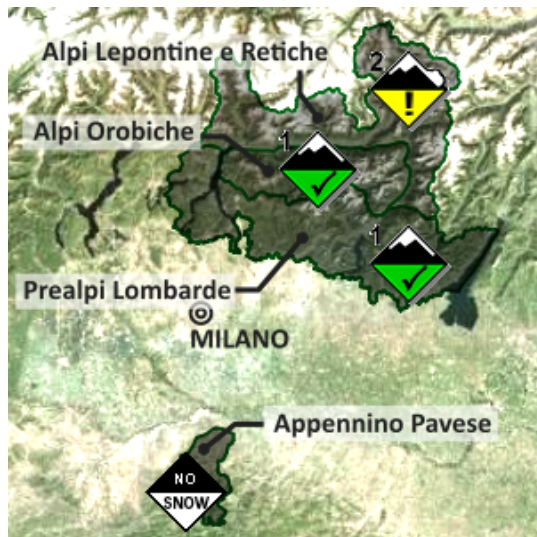 Alpi Lepontine e Retiche
2
!
Alpi Orobiche
1
1
Prealpi Lombarde
MILANO
Appennino Pavese
NO
SNOW